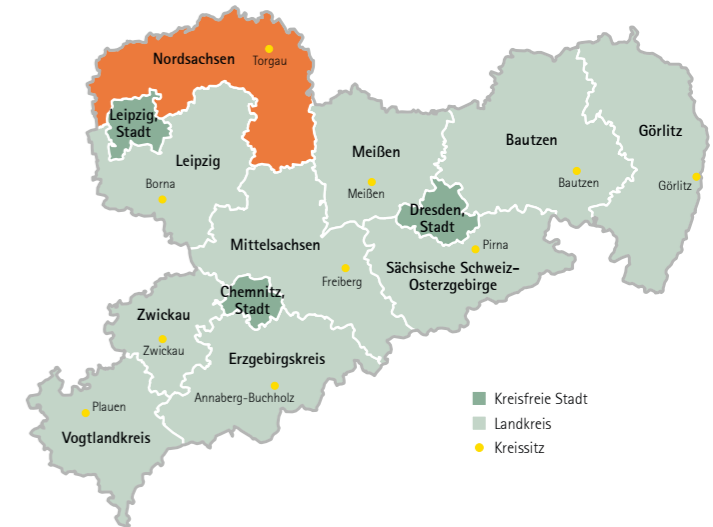 Nordsachsen
Torgau
Leipzig,
Stadt
Leipzig
Borna
Meißen
Meißen
Bautzen
Bautzen
Görlitz
Görlitz
Dresden,
Stadt
Pirna
Sächsische Schweiz-
Osterzgebirge
Mittelsachsen
Freiberg
Chemnitz,
Stadt
Zwickau
Zwickau
Erzgebirgskreis
Annaberg-Buchholz
Plauen
Vogtlandkreis
Kreisfreie Stadt
Landkreis
Kreissitz